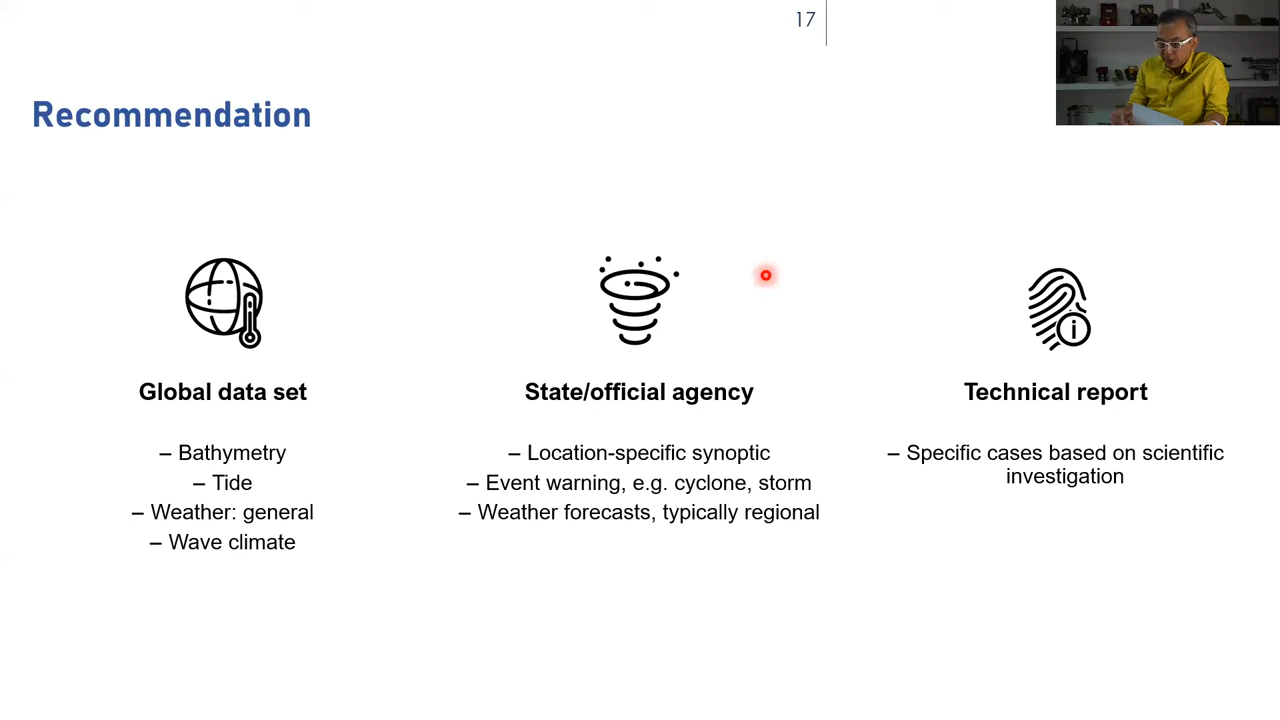 17
Recommendation
Global data set
– Bathymetry
– Tide
– Weather: general
– Wave climate
State/official agency
– Location-specific synoptic
– Event warning, e.g. cyclone, storm
– Weather forecasts, typically regional
Technical report
– Specific cases based on scientific
investigation